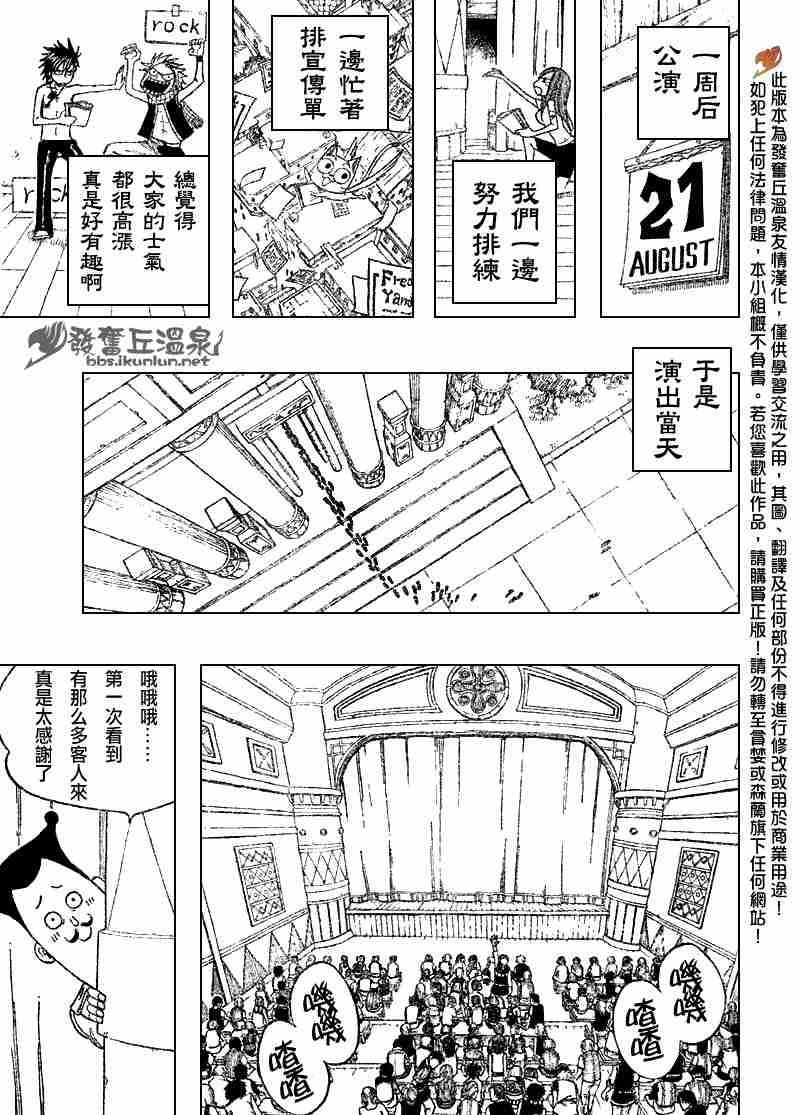 一周后
公演
21
AUGUST
我們一邊
努力排練
一邊忙著
排宣傳單
Fred
Yan
rock
rock
總覺得
大家的士氣
都很高漲
真是好有趣啊
發奮丘溫泉
bbs.ikunlun.net
于是
演出當天
嘰嘰
喳喳
嘰嘰
喳喳
哦哦哦……
第一次看到
有那么多客人來
真是太感謝了
此版本為發奮丘溫泉友情漢化，僅供學習交流之用，其圖、翻譯及任何部份不得進行修改或用於商業用途！
如犯上任何法律問題，本小組概不負責。若您喜歡此作品，請購買正版！請勿轉至貪婪或森蘭旗下任何網站！